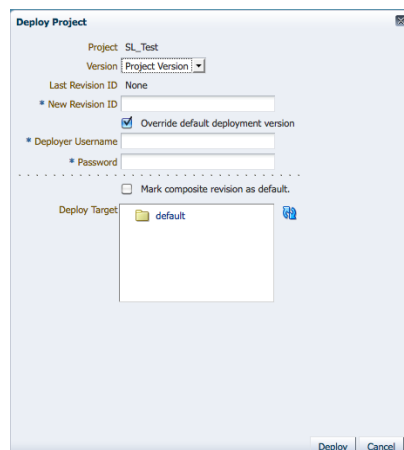 Deploy Project
Project SL_Test
Version Project Version
Last Revision ID None
* New Revision ID
Override default deployment version
* Deployer Username
* Password
Mark composite revision as default.
Deploy Target default
Deploy Cancel